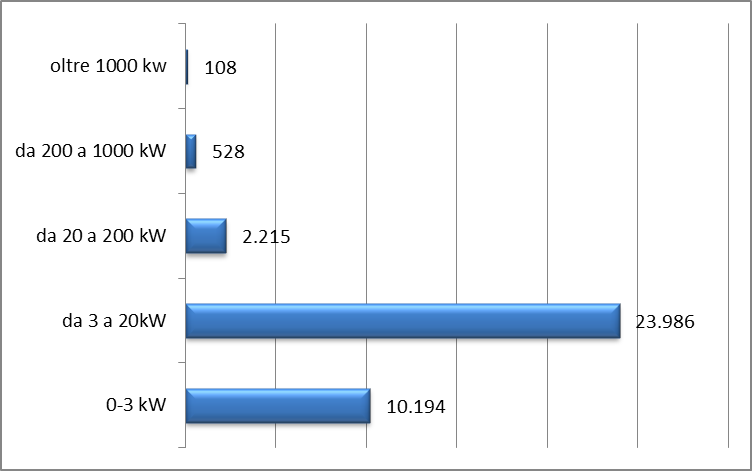 oltre 1000 kw 108
da 200 a 1000 kW 528
da 20 a 200 kW 2.215
da 3 a 20kW 23.986
0-3 kW 10.194